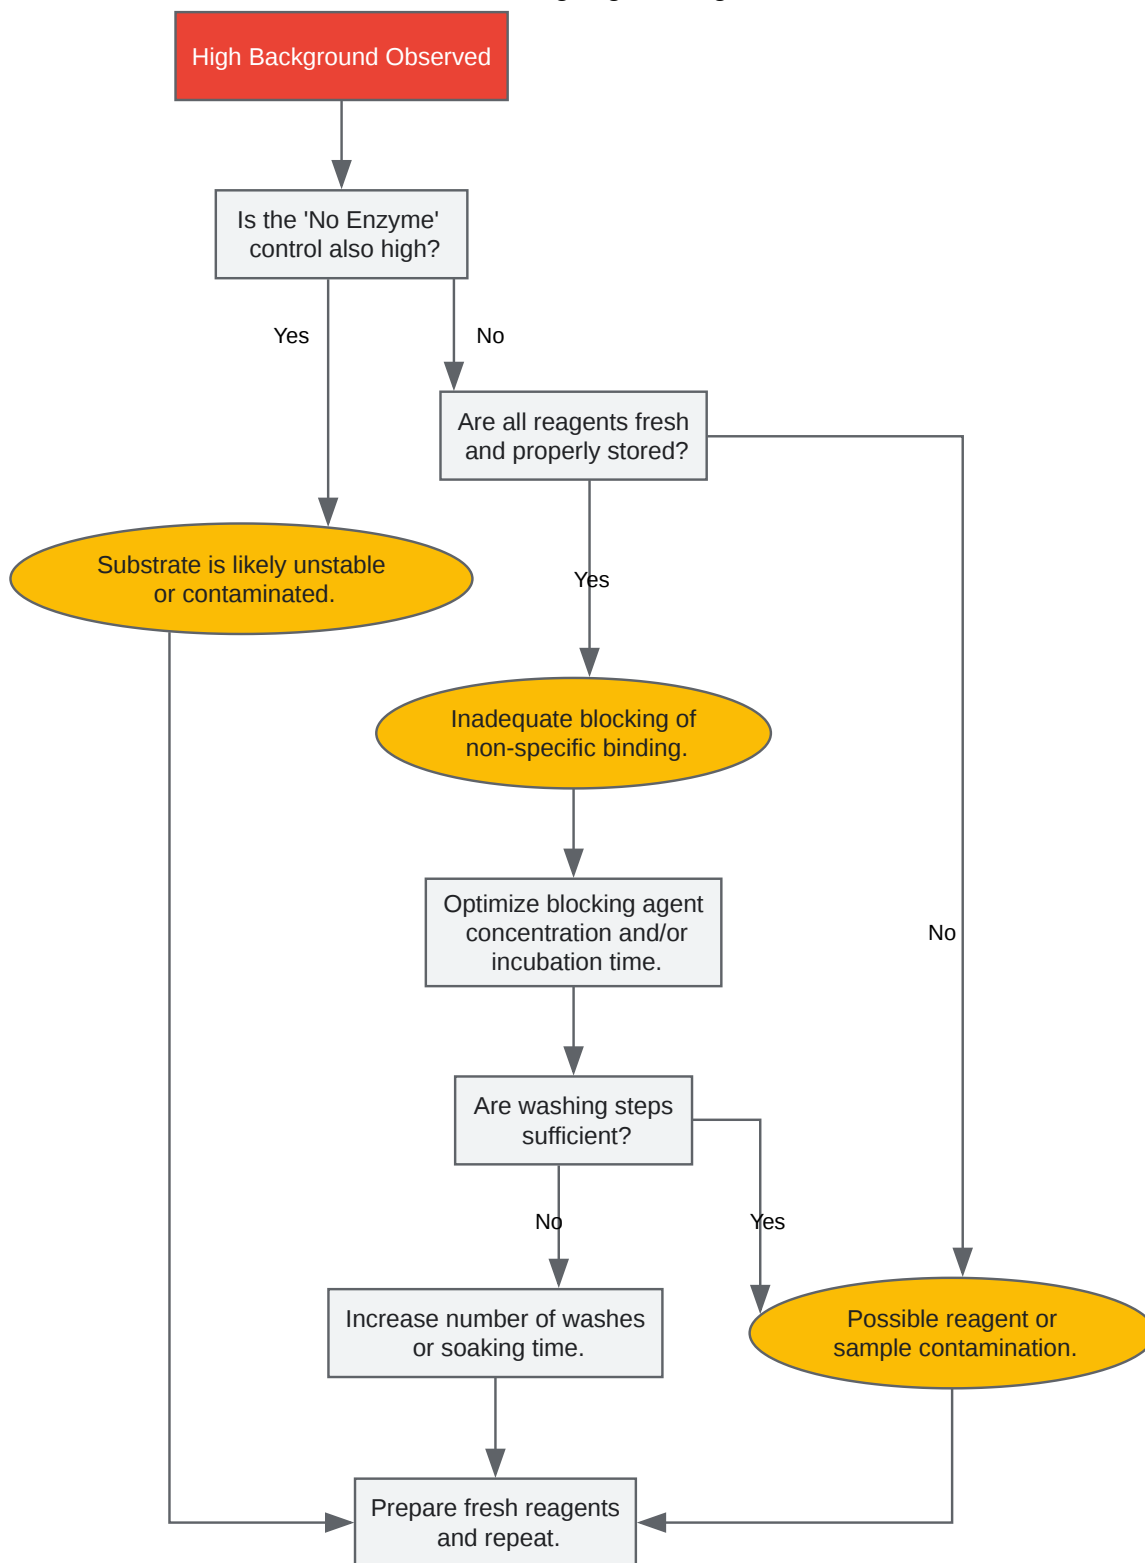 High Background Observed
Is the 'No Enzyme'
control also high?
Yes
No
Are all reagents fresh
and properly stored?
Substrate is likely unstable
or contaminated.
Yes
Inadequate blocking of
non-specific binding.
Optimize blocking agent
concentration and/or
incubation time.
No
Are washing steps
sufficient?
No
Yes
Increase number of washes
or soaking time.
Possible reagent or
sample contamination.
Prepare fresh reagents
and repeat.